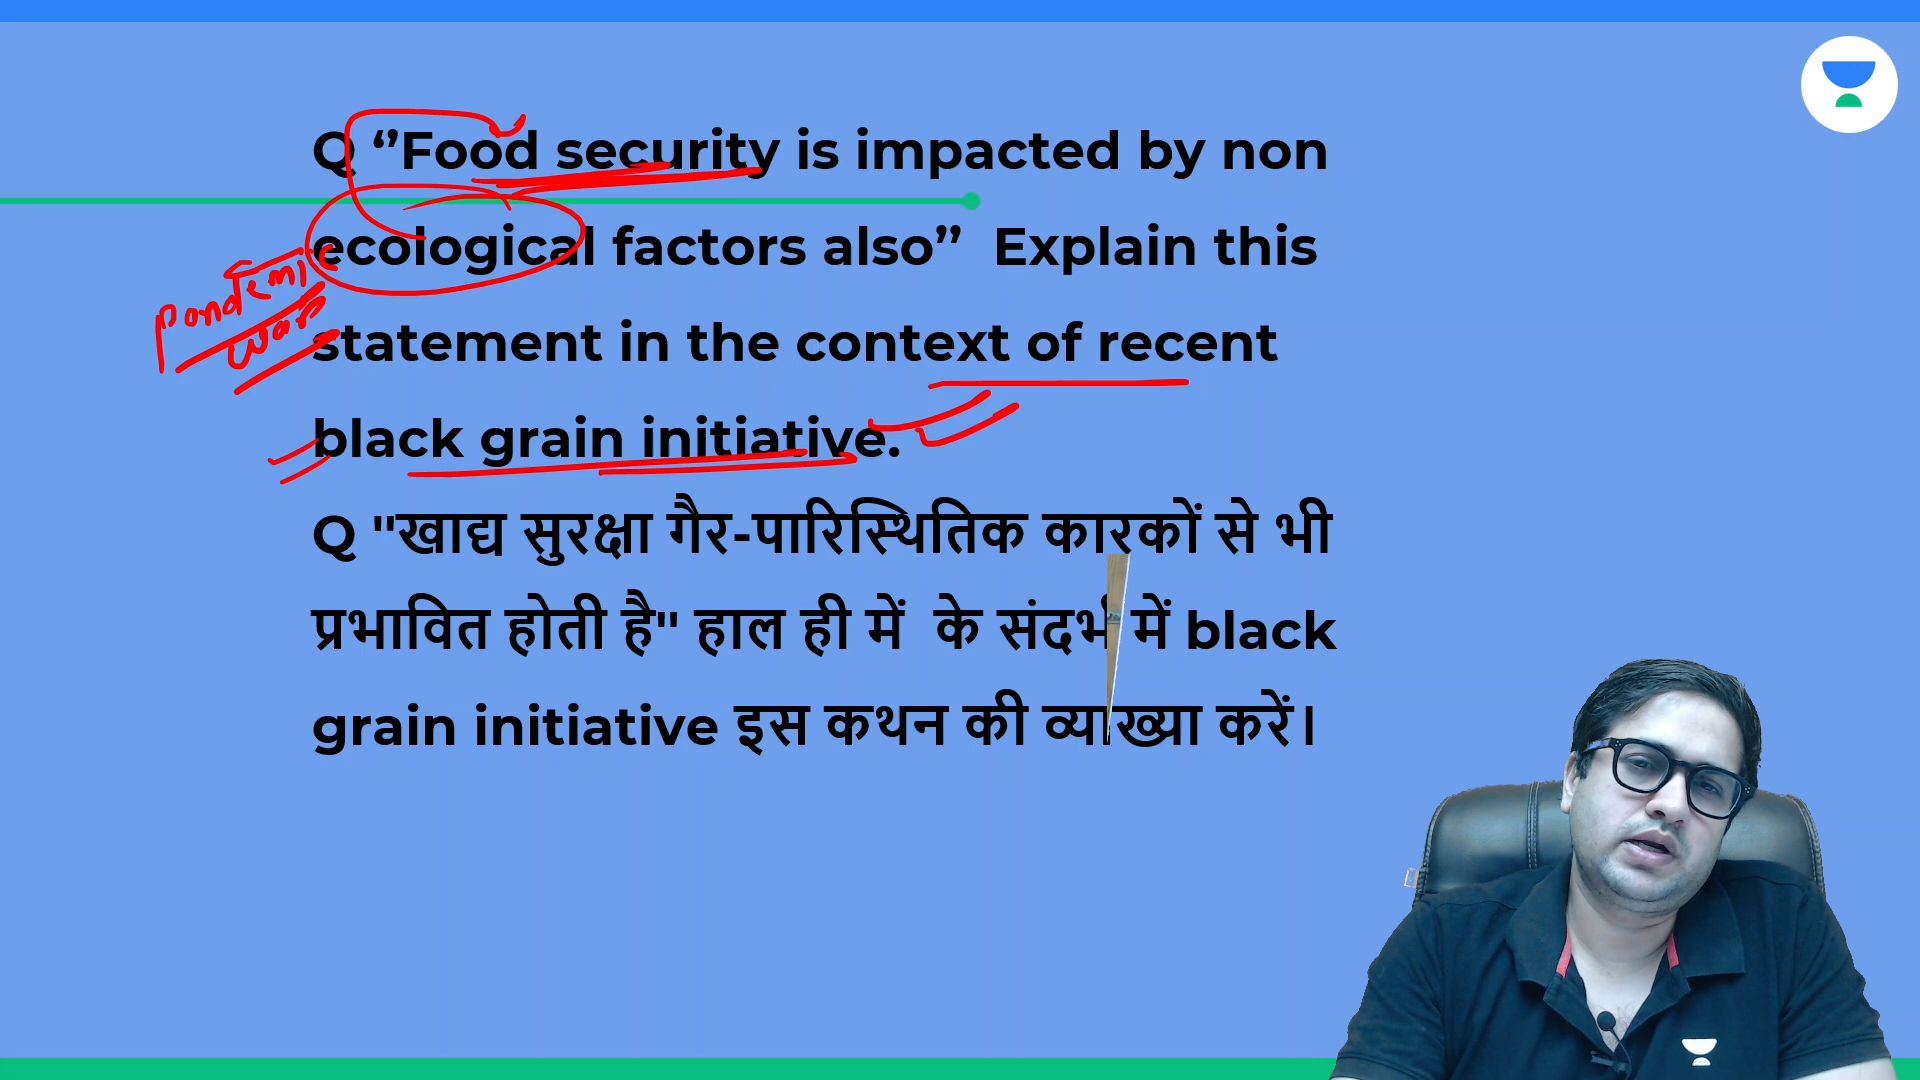 Q ‘’Food security is impacted by non
ecological factors also’’ Explain this
statement in the context of recent
black grain initiative.
Pandemic
war
Q "खाद्य सुरक्षा गैर-पारिस्थितिक कारकों से भी
प्रभावित होती है" हाल ही में के संदर्भ में black
grain initiative इस कथन की व्याख्या करें।